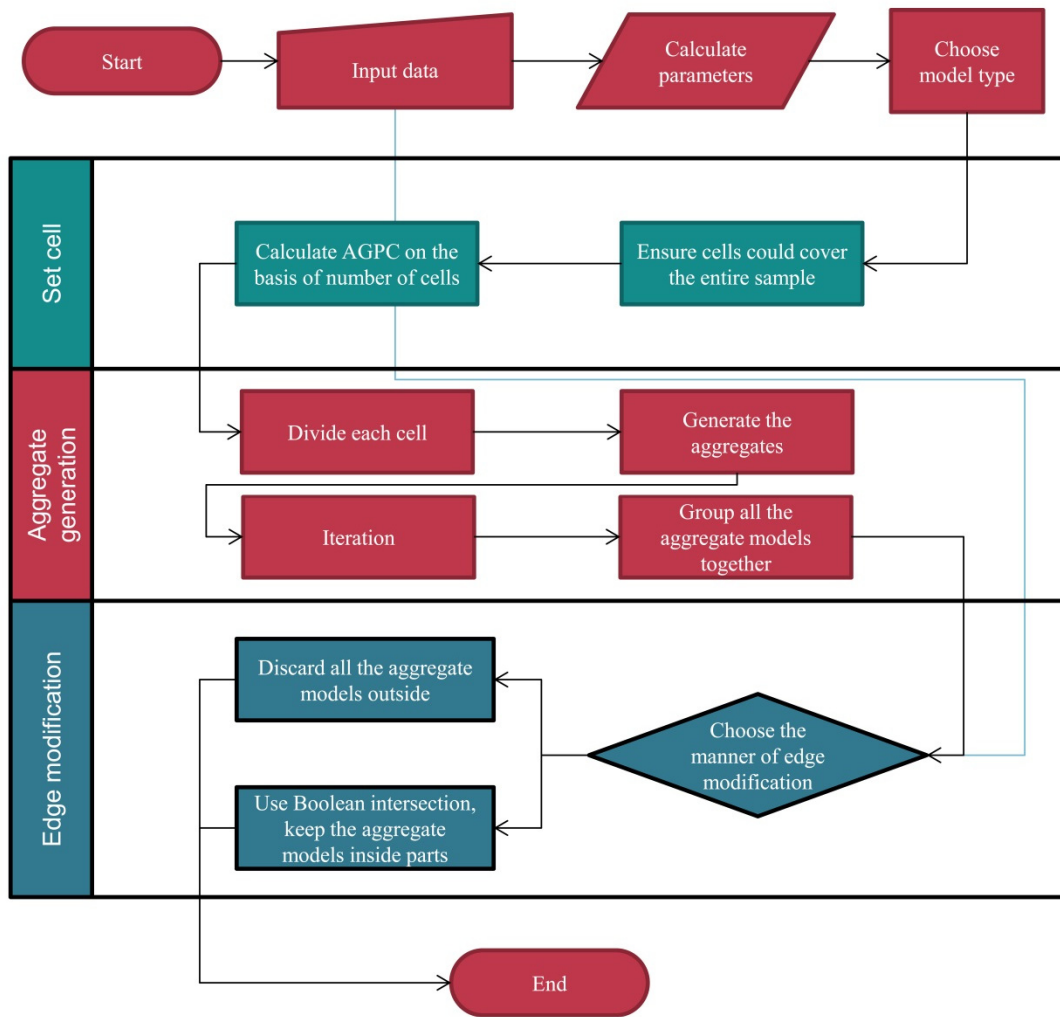 Start
Input data
Calculate
parameters
Choose
model type
Set cell
Calculate AGPC on the
basis of number of cells
Ensure cells could cover
the entire sample
Aggregate
generation
Divide each cell
Generate the
aggregates
Iteration
Group all the
aggregate models
together
Edge modification
Discard all the aggregate
models outside
Choose the
manner of edge
modification
Use Boolean intersection,
keep the aggregate
models inside parts
End